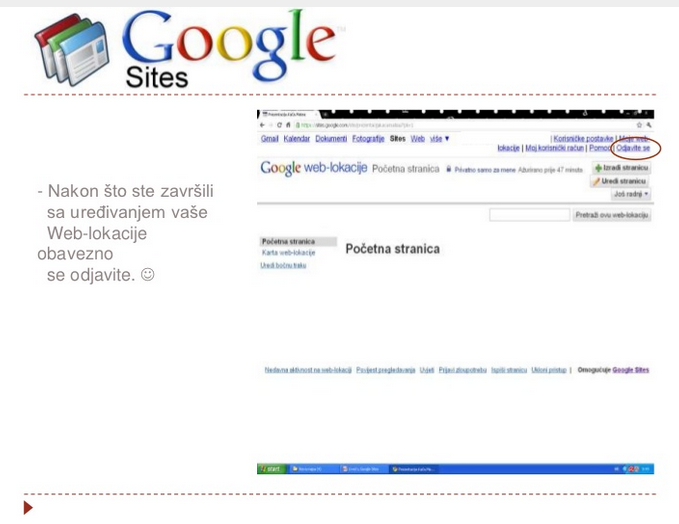 Google
Sites
- Nakon što ste završili
sa uređivanjem vaše
Web-lokacije
obavezno
se odjavite. ☺
Gmail Kalendar Dokumenti Fotografije Sites Web više ▼
| Korisničke postavke | Moje web-
lokacije | Moj korisnički račun | Pomoć | Odjavite se
Google web-lokacije Početna stranica Privatno samo za mene Ažurirano prije 47 minuta
Izradi stranicu
Uredi stranicu
Još radnji
Pretraži ovu web-lokaciju
Početna stranica
Karta web-lokacije
Uredi bočnu traku
Početna stranica
Nedavna aktivnost na web-lokaciji Povijest pregledavanja Uvjeti Prijavi zloupotrebu Ispiši stranicu Ukloni pristup | Omogućuje Google Sites
start